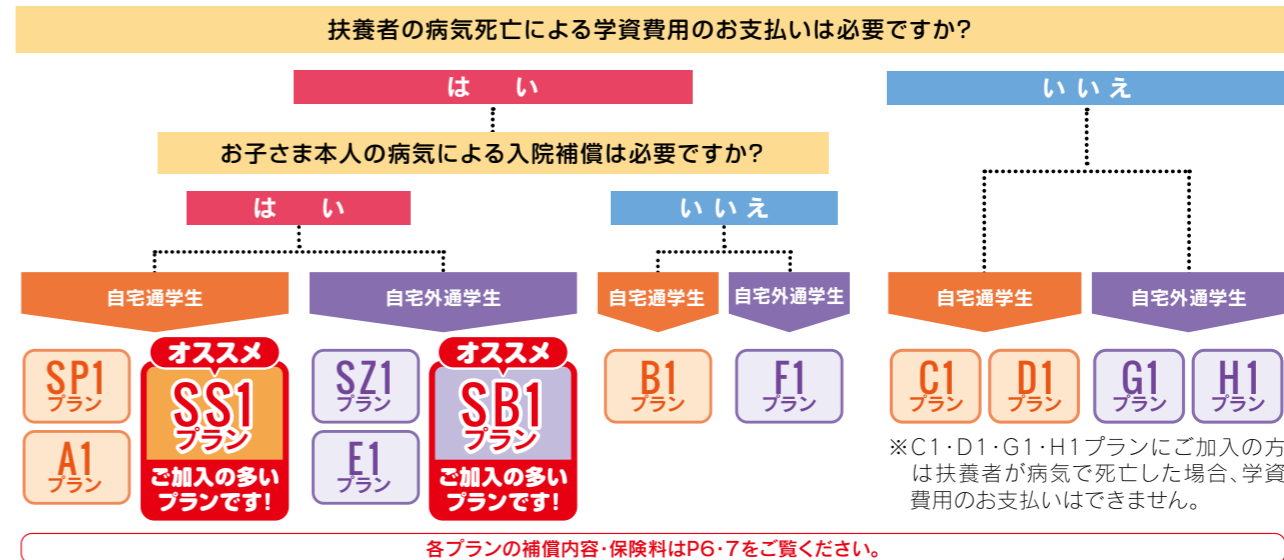 扶養者の病気死亡による学資費用のお支払いは必要ですか?
はい
いいえ
お子さま本人の病気による入院補償は必要ですか?
はい
いいえ
自宅通学生
自宅外通学生
自宅通学生
自宅外通学生
自宅通学生
自宅外通学生
SP1
プラン
A1
プラン
オススメ
SS1
プラン
ご加入の多い
プランです!
SZ1
プラン
E1
プラン
オススメ
SB1
プラン
ご加入の多い
プランです!
B1
プラン
F1
プラン
C1
プラン
D1
プラン
G1
プラン
H1
プラン
※C1・D1・G1・H1プランにご加入の方
は扶養者が病気で死亡した場合、学資
費用のお支払いはできません。
各プランの補償内容・保険料はP6・7をご覧ください。